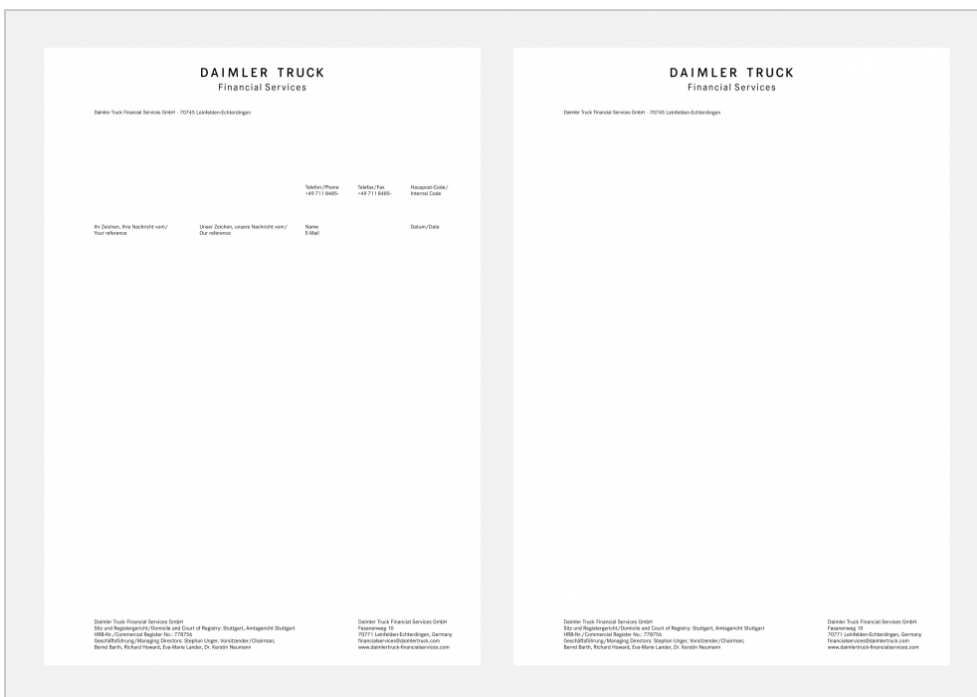 DAIMLER TRUCK
Financial Services
Daimler Truck Financial Services GmbH · 70745 Leinfelden-Echterdingen
Telefon/Phone
+49 711 8485-
Telefax/Fax
+49 711 8485-
Hauspost-Code/
Internal Code
Ihr Zeichen, Ihre Nachricht vom/
Your reference
Unser Zeichen, unsere Nachricht vom/
Our reference
Name
E-Mail
Datum/Date
Daimler Truck Financial Services GmbH
Sitz und Registergericht/Domicile and Court of Registry: Stuttgart, Amtsgericht Stuttgart
HRB-Nr./Commercial Register No.: 778756
Geschäftsführung/Managing Directors: Stephan Unger, Vorsitzender/Chairman;
Bernd Barth, Richard Howard, Eva-Marie Lander, Dr. Kerstin Neumann
Daimler Truck Financial Services GmbH
Fasanenweg 10
70771 Leinfelden-Echterdingen, Germany
financialservices@daimlertruck.com
www.daimlertruck-financialservices.com
DAIMLER TRUCK
Financial Services
Daimler Truck Financial Services GmbH · 70745 Leinfelden-Echterdingen
Daimler Truck Financial Services GmbH
Sitz und Registergericht/Domicile and Court of Registry: Stuttgart, Amtsgericht Stuttgart
HRB-Nr./Commercial Register No.: 778756
Geschäftsführung/Managing Directors: Stephan Unger, Vorsitzender/Chairman;
Bernd Barth, Richard Howard, Eva-Marie Lander, Dr. Kerstin Neumann
Daimler Truck Financial Services GmbH
Fasanenweg 10
70771 Leinfelden-Echterdingen, Germany
financialservices@daimlertruck.com
www.daimlertruck-financialservices.com